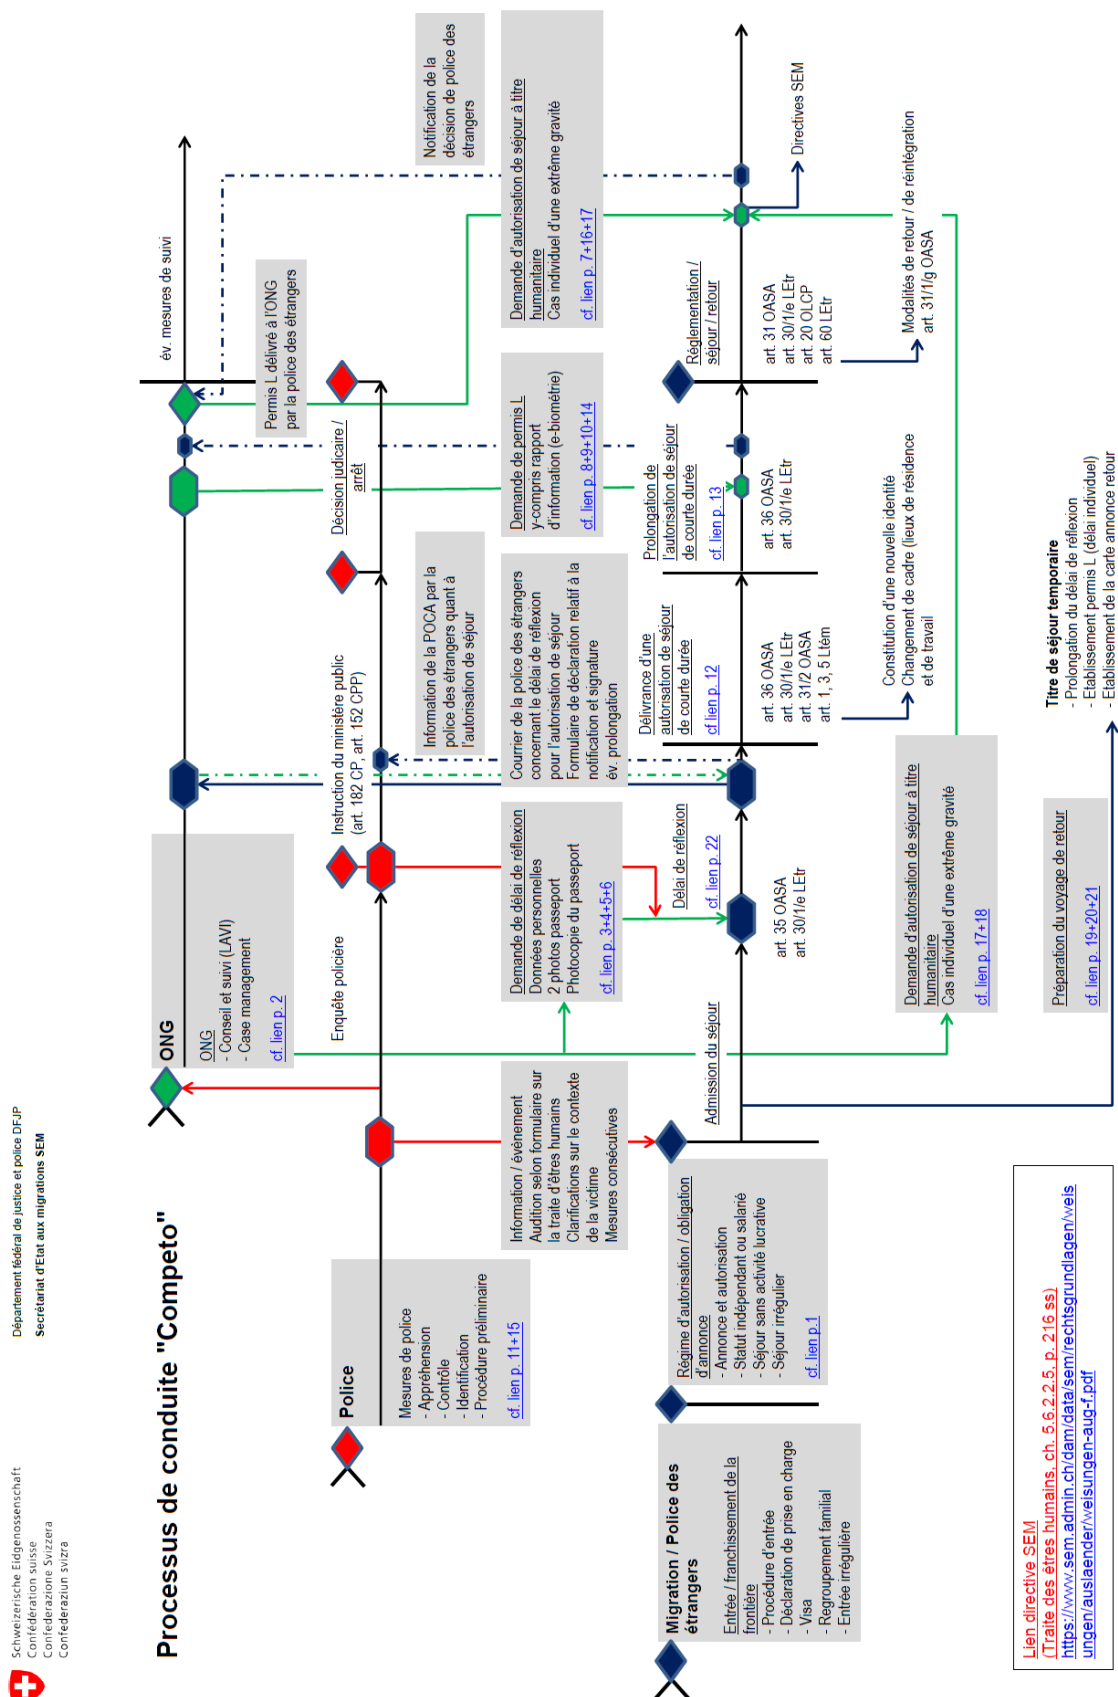 Schweizerische Eidgenossenschaft
Confédération suisse
Confederazione Svizzera
Confederaziun svizra
Département fédéral de justice et police DFJP
Secrétariat d'Etat aux migrations SEM
Processus de conduite "Competo"
ONG
ONG
- Conseil et suivi (LAVI)
- Case management
cf. lien p. 2
év. mesures de suivi
Permis L délivré à l'ONG
par la police des étrangers
Notification de la
décision de police des
étrangers
Police
Mesures de police
- Appréhension
- Contrôle
- Identification
- Procédure préliminaire
cf. lien p. 11+15
Enquête policière
Instruction du ministère public
(art. 182 CP, art. 152 CPP)
Décision judicaire /
arrêt
Information de la POCA par la
police des étrangers quant à
l'autorisation de séjour
Information / évènement
Audition selon formulaire sur
la traite d'êtres humains
Clarifications sur le contexte
de la victime
Mesures consécutives
Demande de délai de réflexion
Données personnelles
2 photos passeport
Photocopie du passeport
cf. lien p. 3+4+5+6
Courrier de la police des étrangers
concernant le délai de réflexion
pour l'autorisation de séjour
Formulaire de déclaration relatif à la
notification et signature
év. prolongation
Demande de permis L
y-compris rapport
d'information (e-biométrie)
cf. lien p. 8+9+10+14
Demande d'autorisation de séjour à titre
humanitaire
Cas individuel d'une extrême gravité
cf. lien p. 7+16+17
Migration / Police des
étrangers
Entrée / franchissement de la
frontière
- Procédure d'entrée
- Déclaration de prise en charge
- Visa
- Regroupement familial
- Entrée irrégulière
Régime d'autorisation / obligation
d'annonce
- Annonce et autorisation
- Statut indépendant ou salarié
- Séjour sans activité lucrative
- Séjour irrégulier
cf. lien p.1
Admission du séjour
Délai de réflexion
cf. lien p. 22
art. 35 OASA
art. 30/1/e LEtr
Délivrance d'une
autorisation de séjour
de courte durée
cf lien p. 12
art. 36 OASA
art. 30/1/e LEtr
art. 31/2 OASA
art. 1, 3, 5 Ltém
Prolongation de
l'autorisation de séjour
de courte durée
cf. lien p. 13
art. 36 OASA
art. 30/1/e LEtr
Réglementation /
séjour / retour
art. 31 OASA
art. 30/1/e LEtr
art. 20 OLCP
art. 60 LEtr
Directives SEM
Constitution d'une nouvelle identité
Changement de cadre (lieux de résidence
et de travail
Modalités de retour / de réintégration
art. 31/1/g OASA
Demande d'autorisation de séjour à titre
humanitaire
Cas individuel d'une extrême gravité
cf. lien p. 17+18
Préparation du voyage de retour
cf. lien p. 19+20+21
Titre de séjour temporaire
- Prolongation du délai de réflexion
- Etablissement permis L (délai individuel)
- Etablissement de la carte annonce retour
Lien directive SEM
(Traite des êtres humains, ch. 5.6.2.2.5, p. 216 ss)
https://www.sem.admin.ch/dam/data/sem/rechtsgrundlagen/weis
ungen/auslaender/weisungen-aug-f.pdf